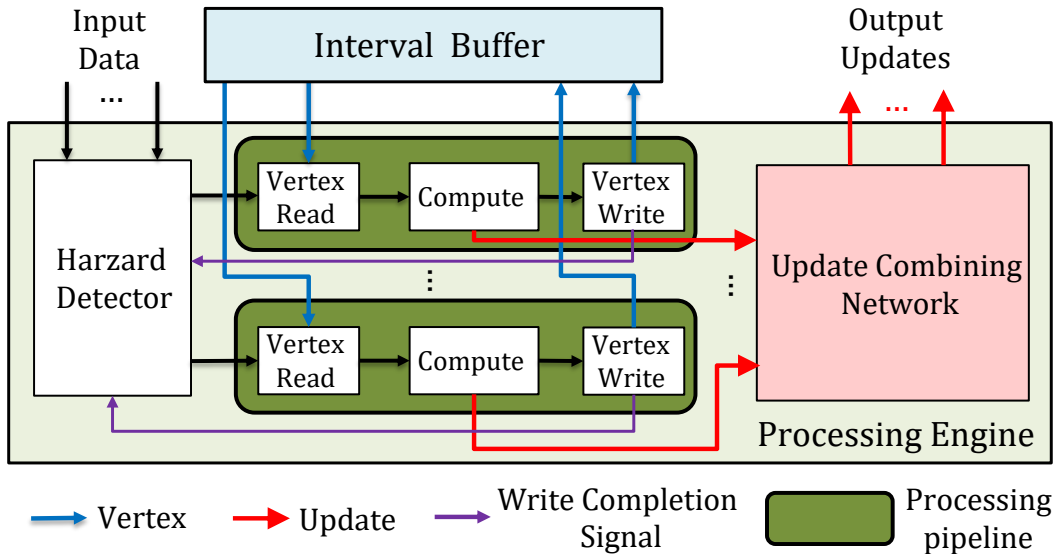 Input
Data
...
Interval Buffer
Output
Updates
...
Harzard
Detector
Vertex
Read
Compute
Vertex
Write
...
...
Update Combining
Network
Vertex
Read
Compute
Vertex
Write
Processing Engine
Vertex
Update
Write Completion
Signal
Processing
pipeline